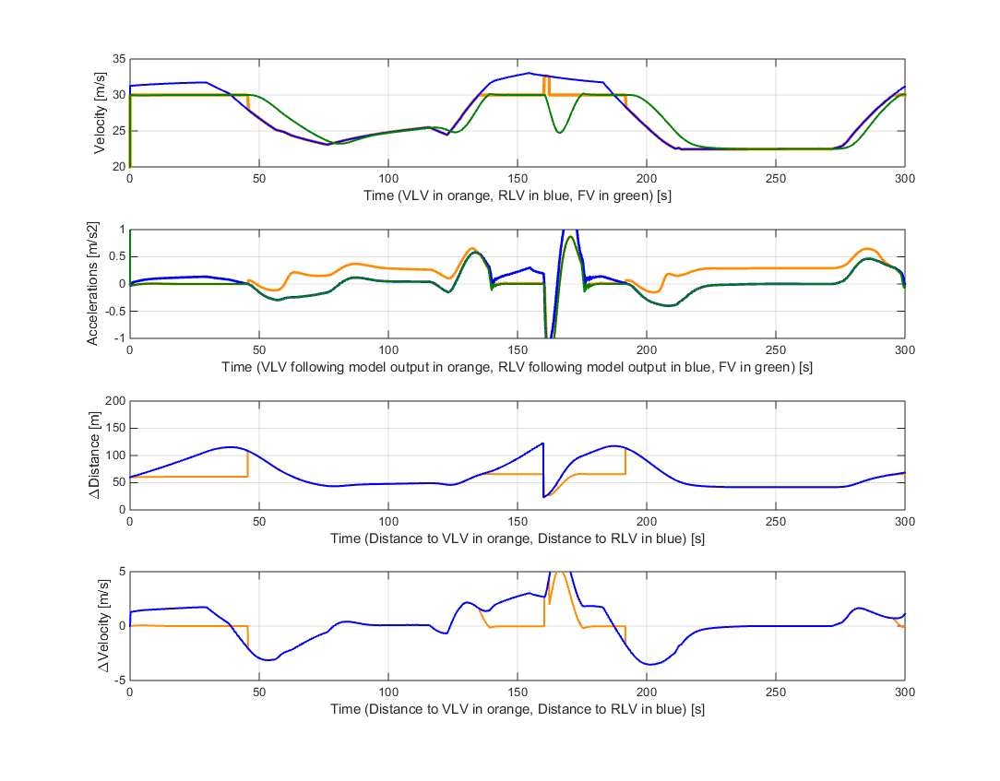 35
30
25
20
Velocity [m/s]
0 50 100 150 200 250 300
Time (VLV in orange, RLV in blue, FV in green) [s]
1
0.5
0
-0.5
-1
Accelerations [m/s2]
0 50 100 150 200 250 300
Time (VLV following model output in orange, RLV following model output in blue, FV in green) [s]
200
150
100
50
0
ΔDistance [m]
0 50 100 150 200 250 300
Time (Distance to VLV in orange, Distance to RLV in blue) [s]
5
0
-5
ΔVelocity [m/s]
0 50 100 150 200 250 300
Time (Distance to VLV in orange, Distance to RLV in blue) [s]